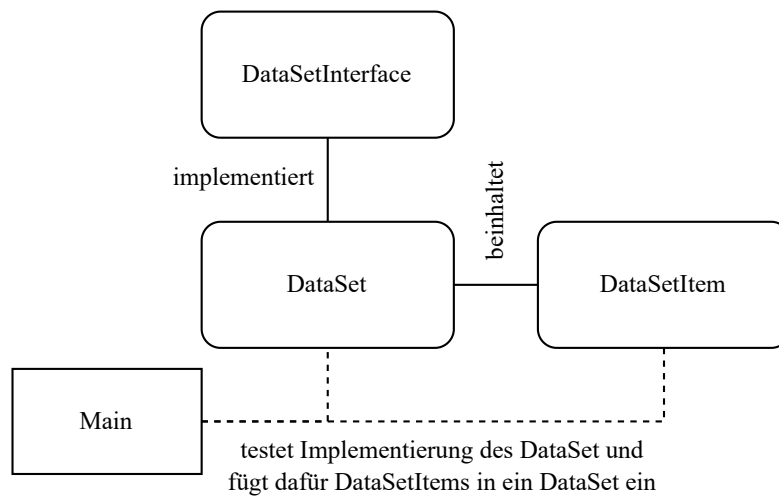 DataSetInterface
implementiert
beinhaltet
DataSet
DataSetItem
Main
testet Implementierung des DataSet und
fügt dafür DataSetItems in ein DataSet ein